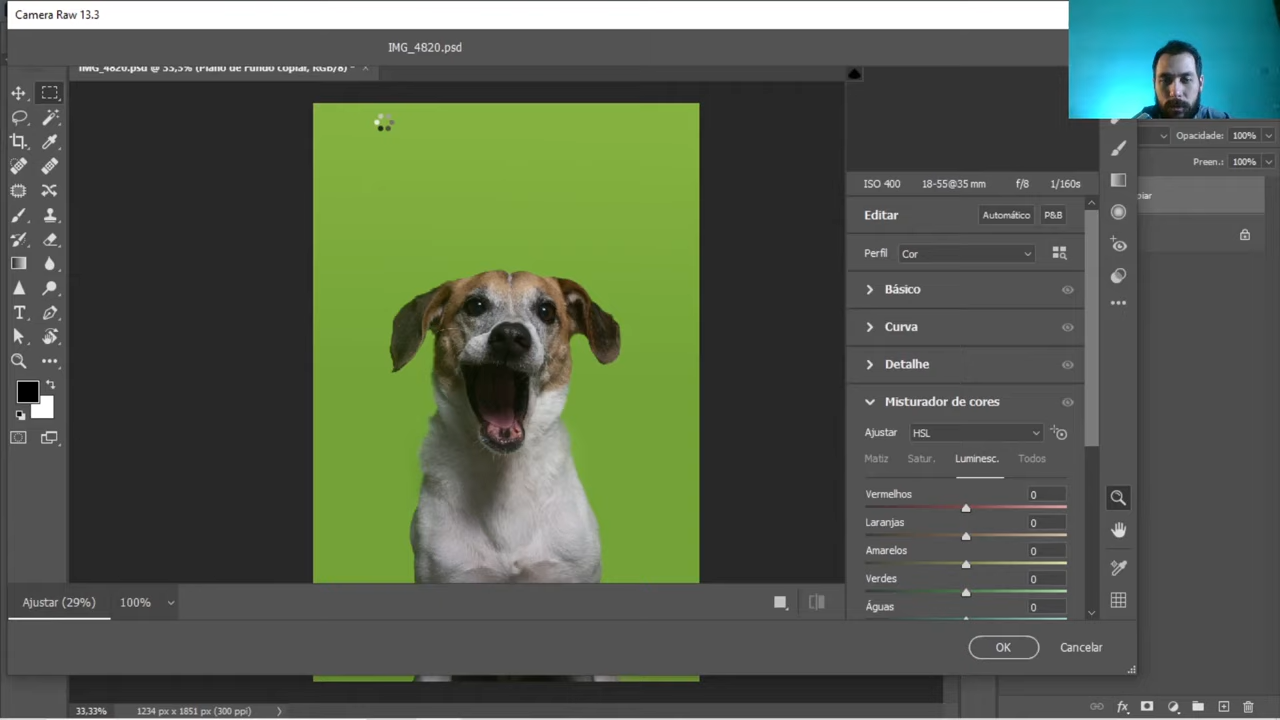 Camera Raw 13.3
IMG_4820.psd
IMG_4820.psd @ 33,3% (Plano de Fundo copiar, RGB/8) * ×
Opacidade: 100%
Preen.: 100%
ISO 400 18-55@35 mm f/8 1/160s
piar
Editar Automático P&B
Perfil Cor
Básico
Curva
Detalhe
Misturador de cores
Ajustar HSL
Matiz Satur. Luminesc. Todos
Vermelhos 0
Laranjas 0
Amarelos 0
Verdes 0
Águas 0
Ajustar (29%) 100%
OK Cancelar
33,33% 1234 px x 1851 px (300 ppi)